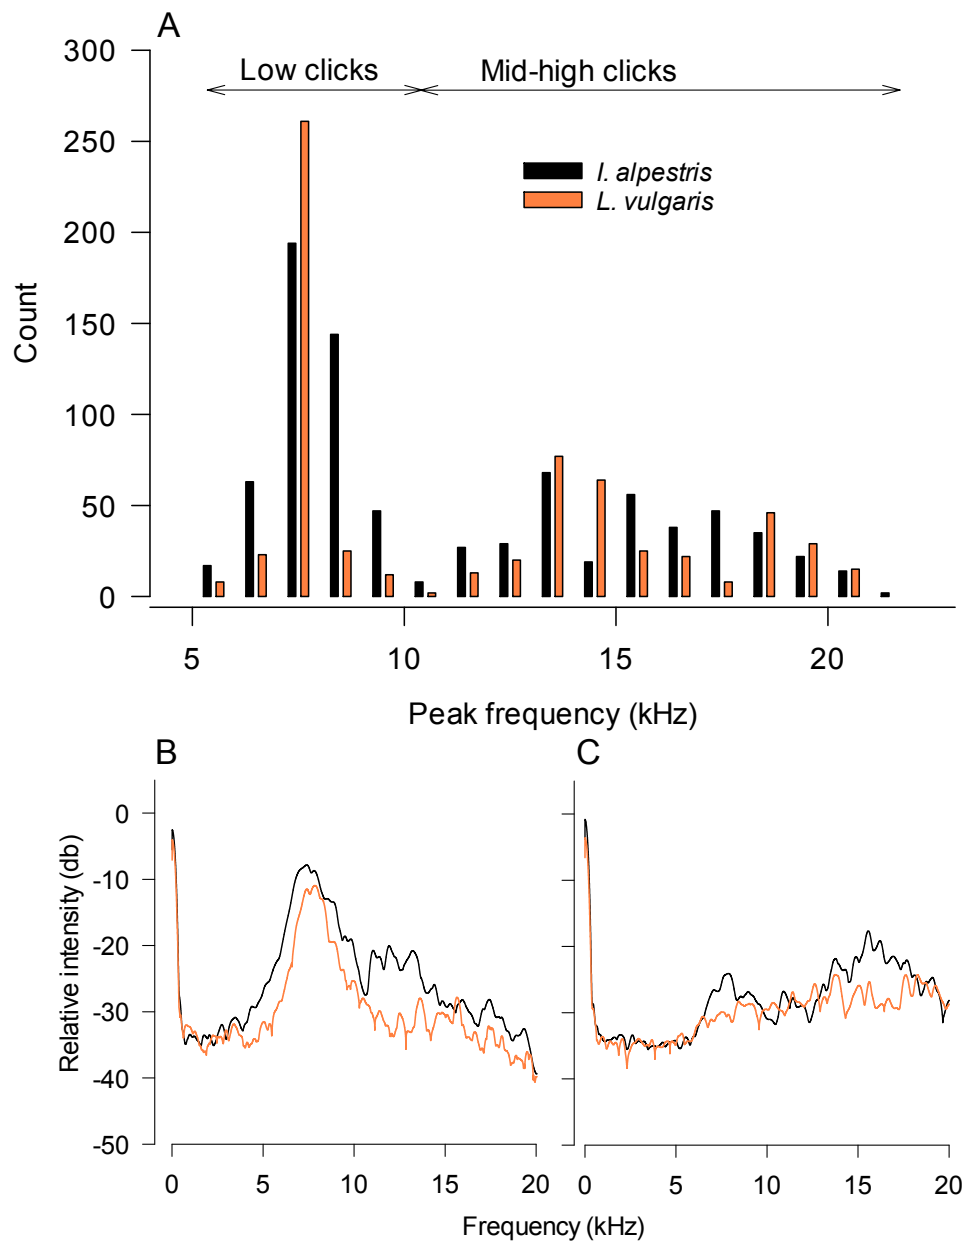 A
300
Low clicks
Mid-high clicks
250
I. alpestris
L. vulgaris
200
Count
150
100
50
0
5
10
15
20
Peak frequency (kHz)
B
C
0
-10
-20
Relative intensity (db)
-30
-40
-50
0
5
10
15
20
0
5
10
15
20
Frequency (kHz)